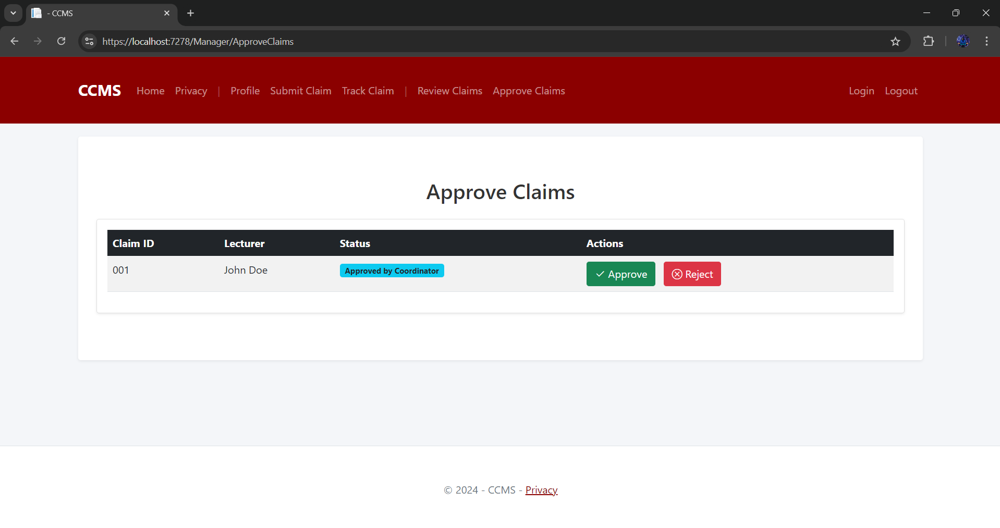 - CCMS
https://localhost:7278/Manager/ApproveClaims
CCMS Home Privacy | Profile Submit Claim Track Claim | Review Claims Approve Claims Login Logout
Approve Claims
Claim ID Lecturer Status Actions
001 John Doe Approved by Coordinator Approve Reject
© 2024 - CCMS - Privacy